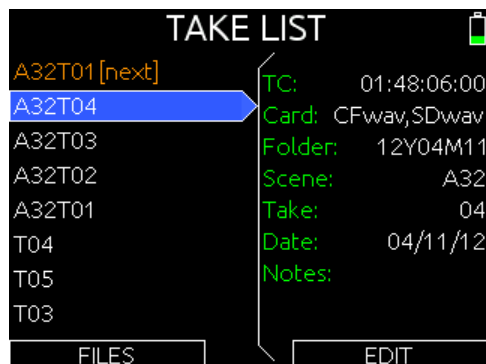 TAKE LIST
A32T01 [next]
A32T04
A32T03
A32T02
A32T01
T04
T05
T03
FILES
TC: 01:48:06:00
Card: CFwav,SDwav
Folder: 12Y04M11
Scene: A32
Take: 04
Date: 04/11/12
Notes:
EDIT